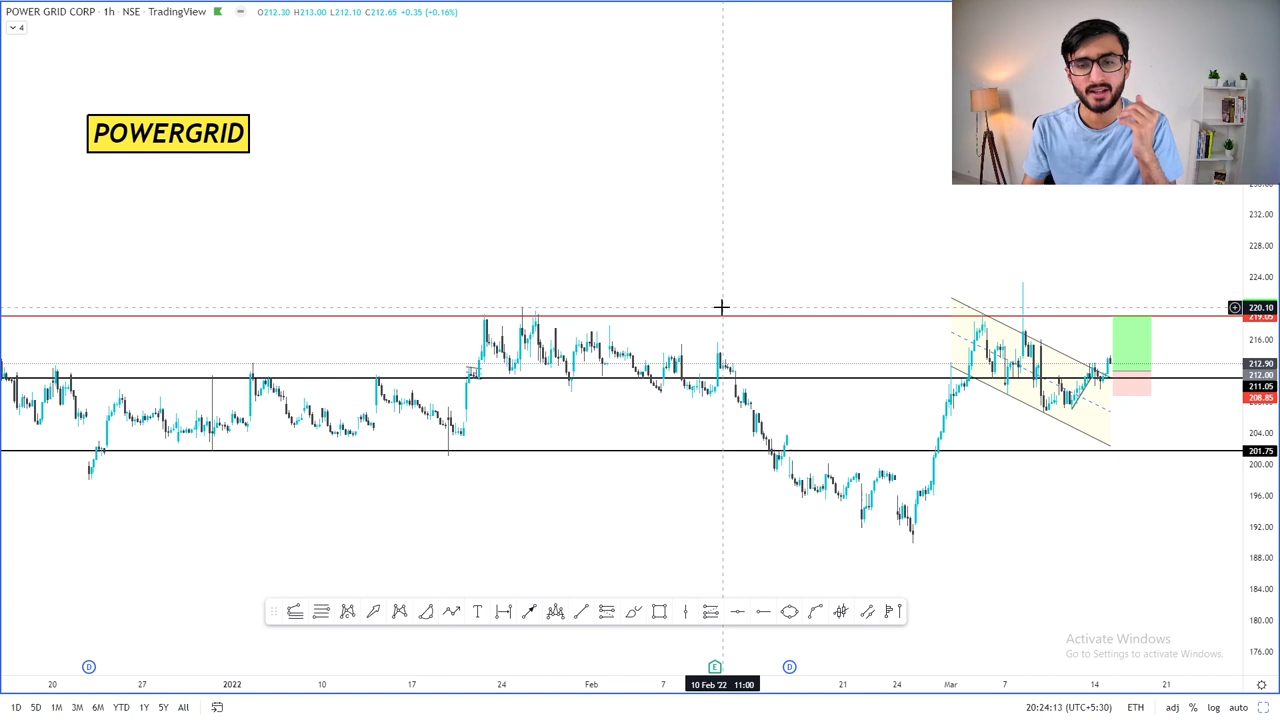 POWER GRID CORP · 1h · NSE · TradingView O212.30 H213.00 L212.10 C212.65 +0.35 (+0.16%)
4
POWERGRID
232.00
228.00
224.00
220.10
219.05
216.00
212.90
212.00
211.05
208.85
204.00
201.75
200.00
196.00
192.00
188.00
184.00
180.00
176.00
T
Activate Windows
Go to Settings to activate Windows.
D E D
20 27 2022 10 17 24 Feb 7 10 Feb '22 11:00 21 24 Mar 7 14 21
1D 5D 1M 3M 6M YTD 1Y 5Y All 20:24:13 (UTC+5:30) ETH adj % log auto